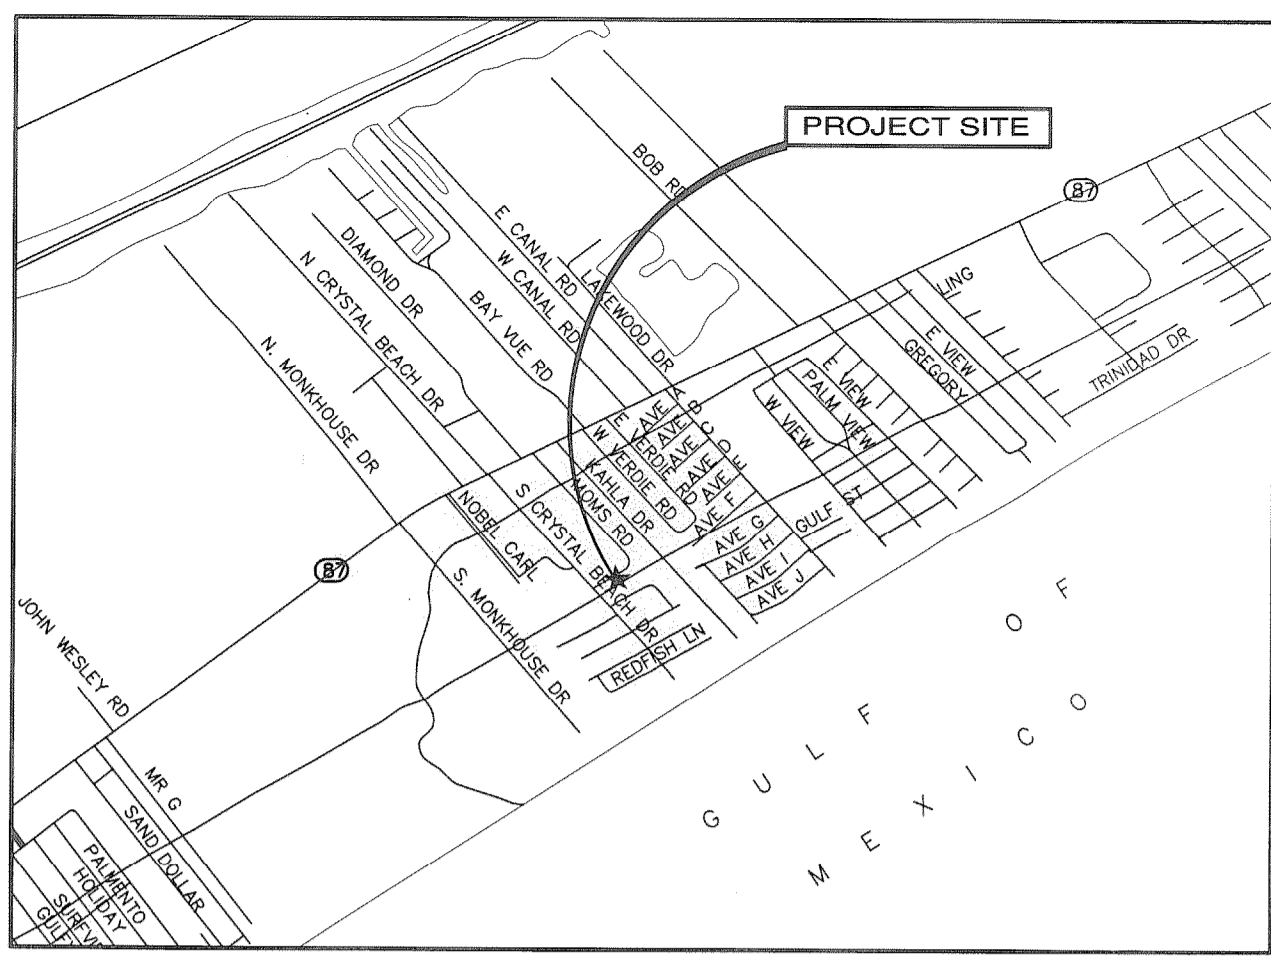 PROJECT SITE
BOB RD
87
E CANAL RD
W CANAL RD
LAKEWOOD DR
DIAMOND DR
N CRYSTAL BEACH DR
BAY VUE RD
N. MONKHOUSE DR
LING
E VIEW
GREGORY
TRINIDAD DR
E VIEW
PALM VIEW
W VIEW
AVE A
AVE B
AVE C
AVE D
AVE E
AVE F
AVE G
AVE H
AVE I
AVE J
GULF
ST
E VERDIE RD
W VERDIE RD
KAHLA DR
MOMS RD
S CRYSTAL BEACH DR
NOBEL CARL
S. MONKHOUSE DR
REDFISH LN
87
JOHN WESLEY RD
MR G
SAND DOLLAR
PALMENTO
HOLIDAY
GULF OF
MEXICO